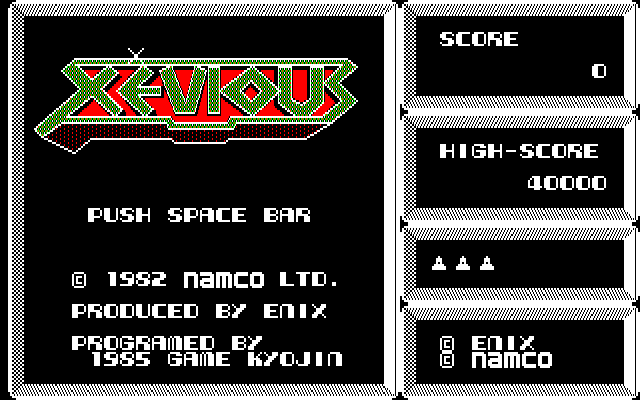 XEVIOUS
PUSH SPACE BAR
© 1982 namco LTD.
PRODUCED BY ENIX
PROGRAMED BY
1985 GAME KYOJIN
SCORE
0
HIGH-SCORE
40000
© ENIX
© namco